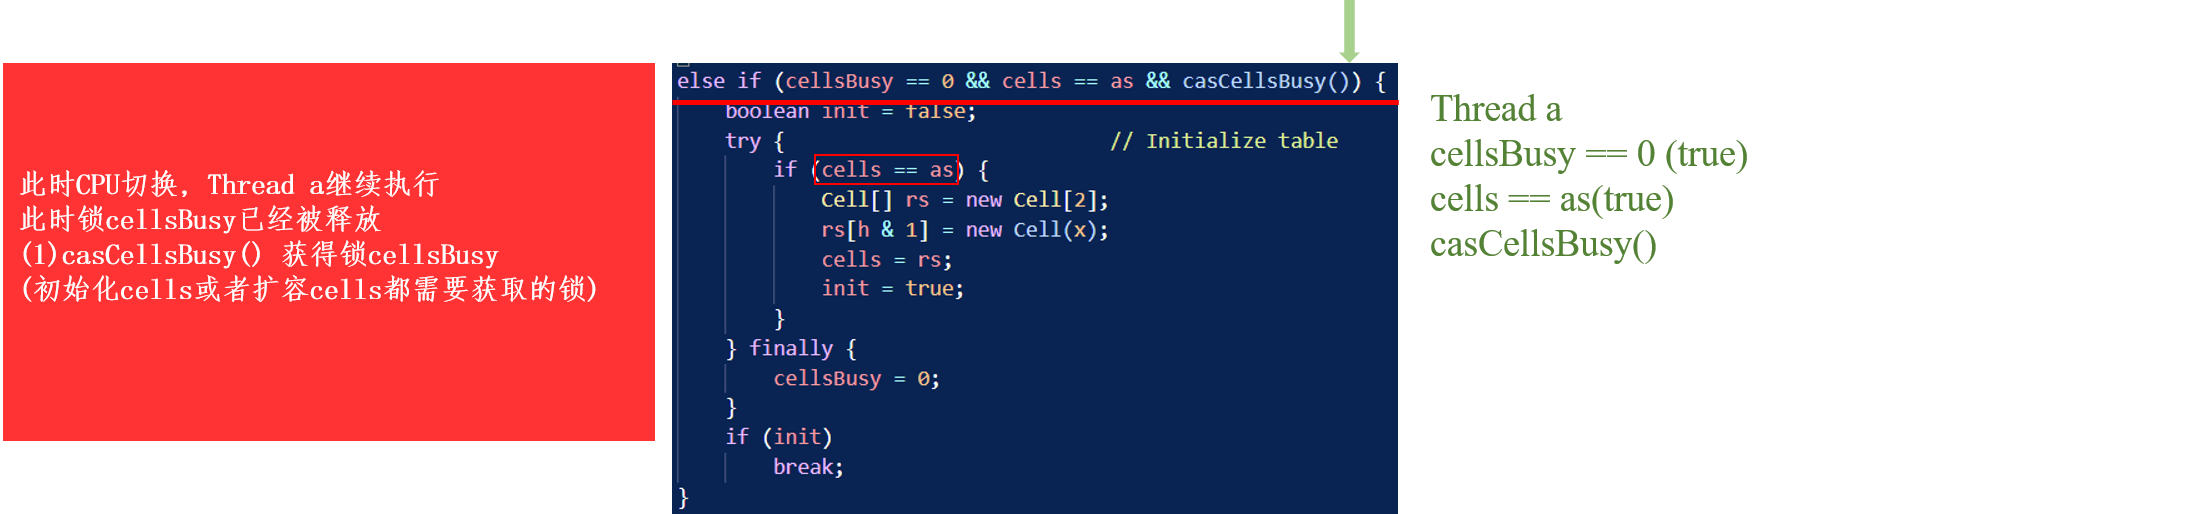 此时CPU切换, Thread a继续执行
此时锁cellsBusy已经被释放
(1)casCellsBusy() 获得锁cellsBusy
(初始化cells或者扩容cells都需要获取的锁)
else if (cellsBusy == 0 && cells == as && casCellsBusy()) {
boolean init = false;
try { // Initialize table
if (cells == as) {
Cell[] rs = new Cell[2];
rs[h & 1] = new Cell(x);
cells = rs;
init = true;
}
} finally {
cellsBusy = 0;
}
if (init)
break;
}
Thread a
cellsBusy == 0 (true)
cells == as(true)
casCellsBusy()